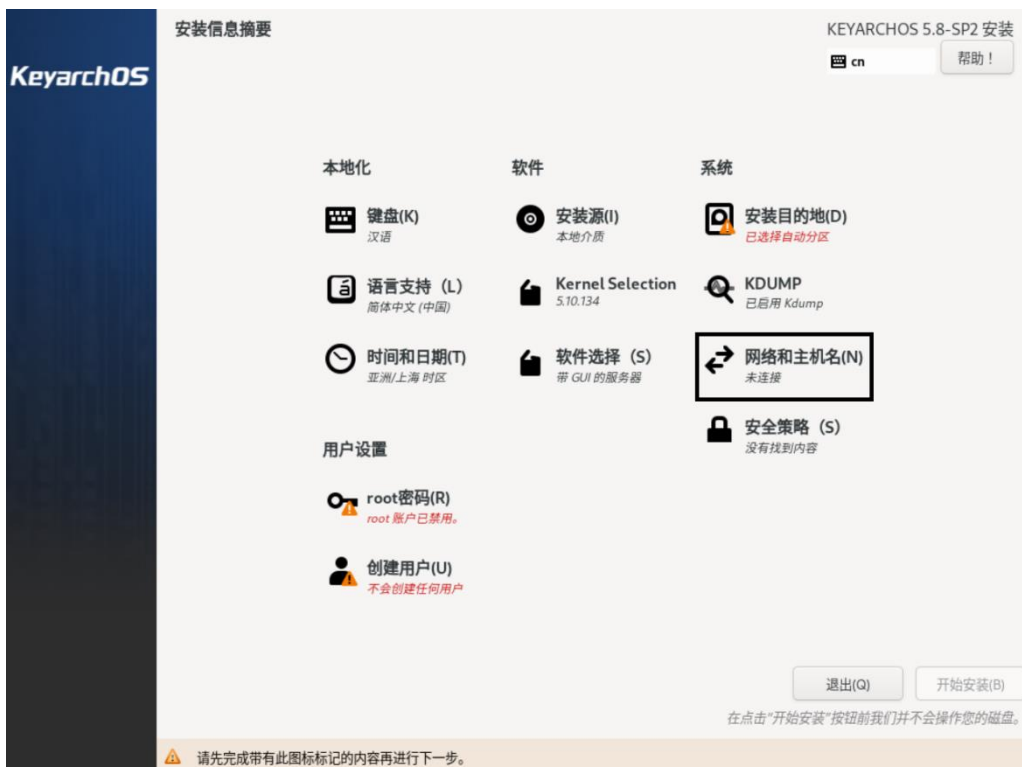 安装信息摘要
KEYARCHOS 5.8-SP2 安装
cn
帮助！
KeyarchOS
本地化
软件
系统
键盘(K)
汉语
安装源(I)
本地介质
安装目的地(D)
已选择自动分区
语言支持（L）
简体中文 (中国)
Kernel Selection
5.10.134
KDUMP
已启用 Kdump
时间和日期(T)
亚洲/上海 时区
软件选择（S）
带 GUI 的服务器
网络和主机名(N)
未连接
安全策略（S）
没有找到内容
用户设置
root密码(R)
root 账户已禁用。
创建用户(U)
不会创建任何用户
退出(Q)
开始安装(B)
在点击"开始安装"按钮前我们并不会操作您的磁盘。
请先完成带有此图标标记的内容再进行下一步。